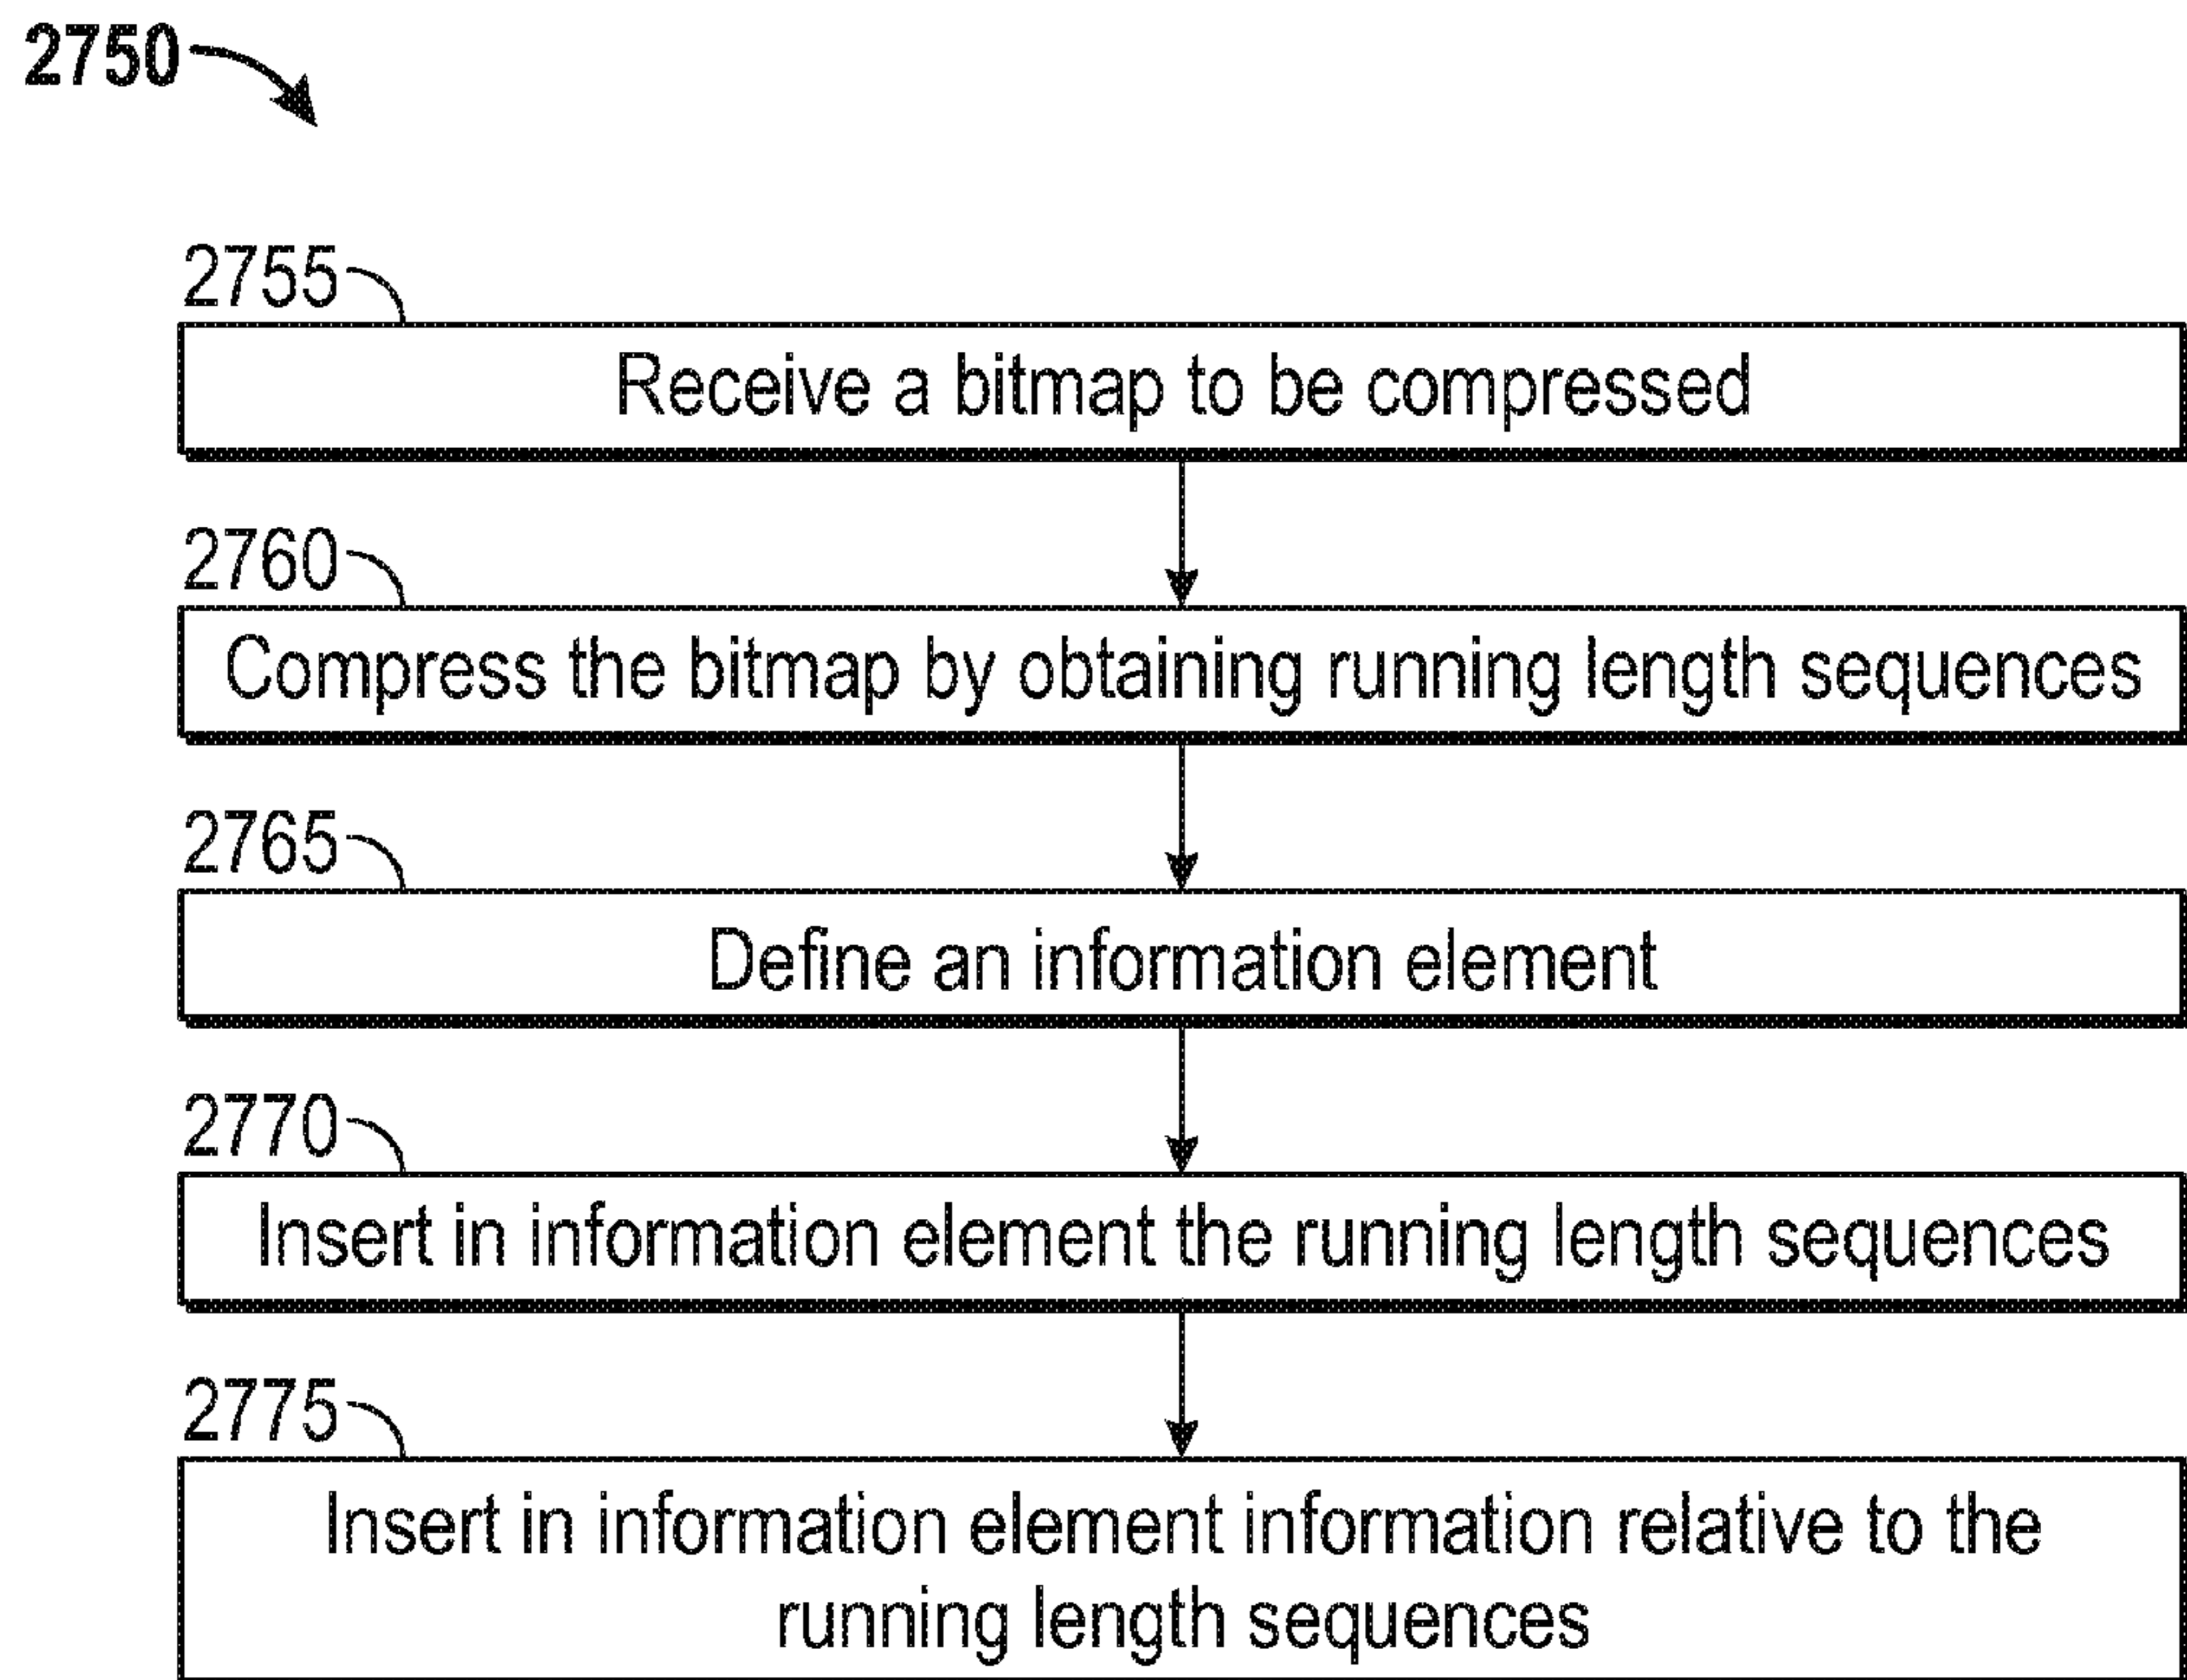 2750
2755
Receive a bitmap to be compressed
2760
Compress the bitmap by obtaining running length sequences
2765
Define an information element
2770
Insert in information element the running length sequences
2775
Insert in information element information relative to the
running length sequences